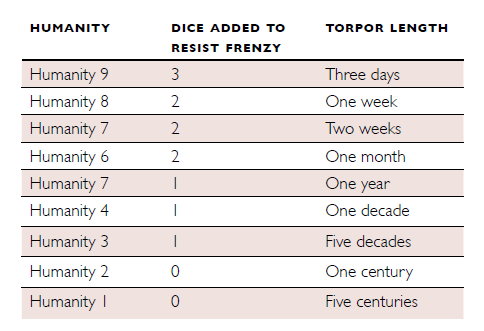 HUMANITY DICE ADDED TO RESIST FRENZY TORPOR LENGTH
Humanity 9 3 Three days
Humanity 8 2 One week
Humanity 7 2 Two weeks
Humanity 6 2 One month
Humanity 7 1 One year
Humanity 4 1 One decade
Humanity 3 1 Five decades
Humanity 2 0 One century
Humanity 1 0 Five centuries